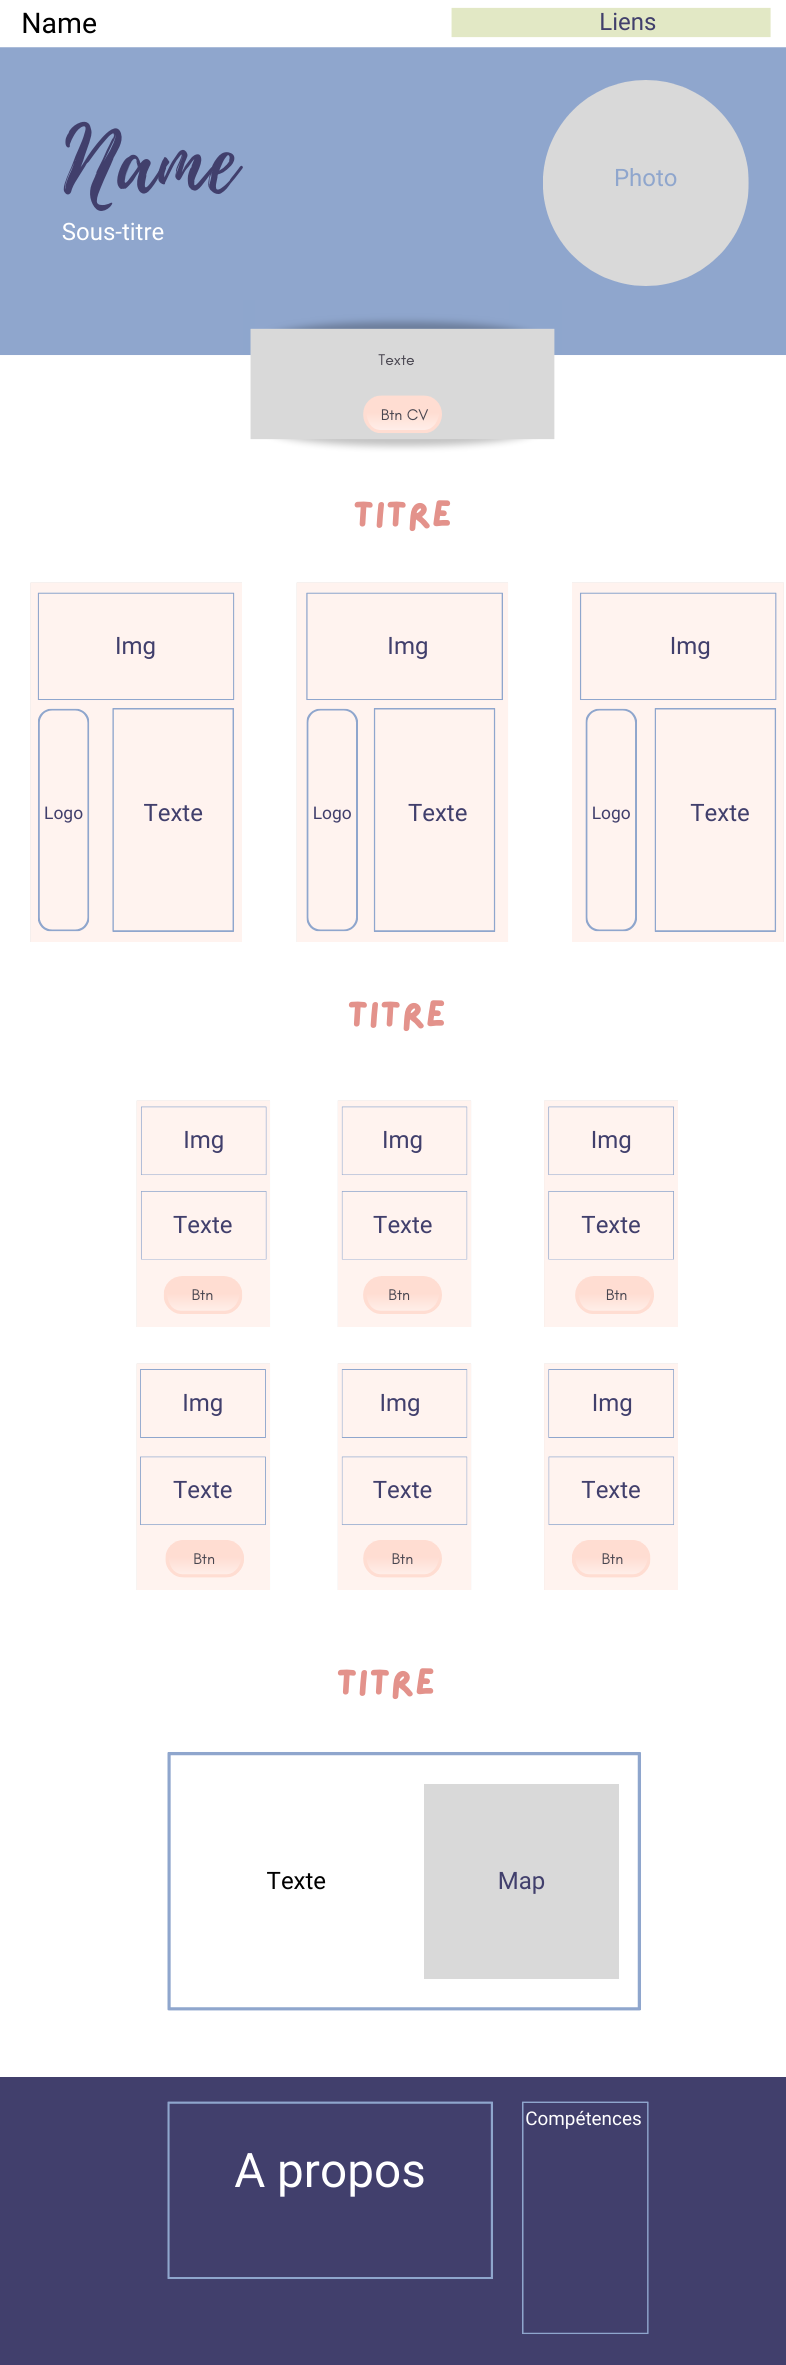 Name
Liens
Name
Sous-titre
Photo
Texte
Btn CV
TITRE
Img
Img
Img
Logo
Texte
Logo
Texte
Logo
Texte
TITRE
Img
Img
Img
Texte
Texte
Texte
Btn
Btn
Btn
Img
Img
Img
Texte
Texte
Texte
Btn
Btn
Btn
TITRE
Texte
Map
A propos
Compétences